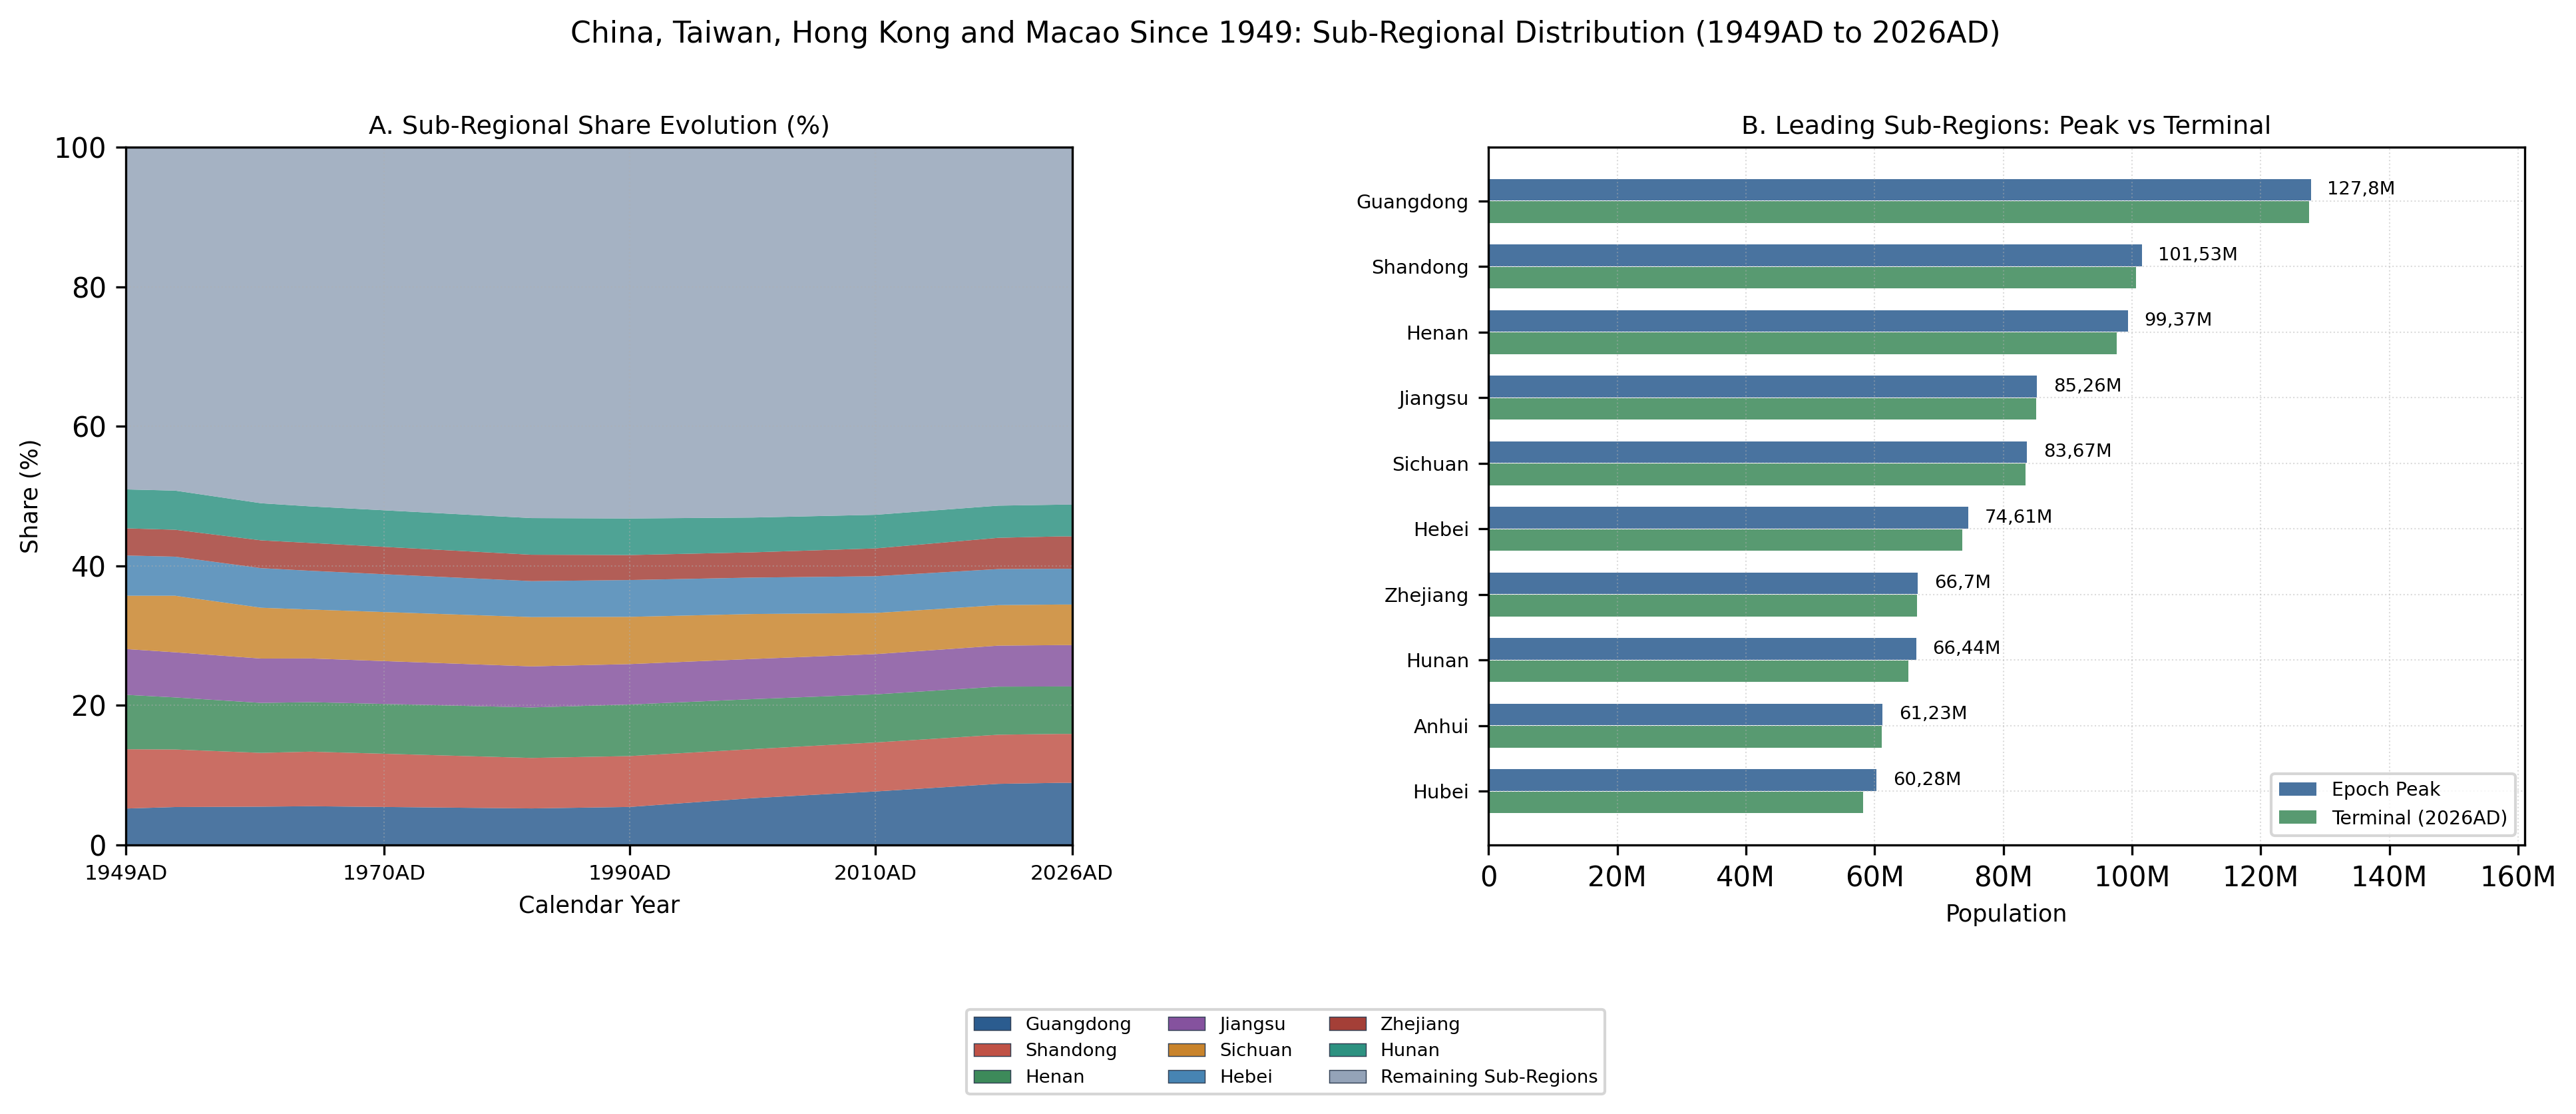 China, Taiwan, Hong Kong and Macao Since 1949: Sub-Regional Distribution (1949AD to 2026AD)
A. Sub-Regional Share Evolution (%)
100
80
60
40
20
0
Share (%)
1949AD 1970AD 1990AD 2010AD 2026AD
Calendar Year
B. Leading Sub-Regions: Peak vs Terminal
Guangdong 127,8M
Shandong 101,53M
Henan 99,37M
Jiangsu 85,26M
Sichuan 83,67M
Hebei 74,61M
Zhejiang 66,7M
Hunan 66,44M
Anhui 61,23M
Hubei 60,28M
Epoch Peak
Terminal (2026AD)
0 20M 40M 60M 80M 100M 120M 140M 160M
Population
Guangdong Jiangsu Zhejiang
Shandong Sichuan Hunan
Henan Hebei Remaining Sub-Regions